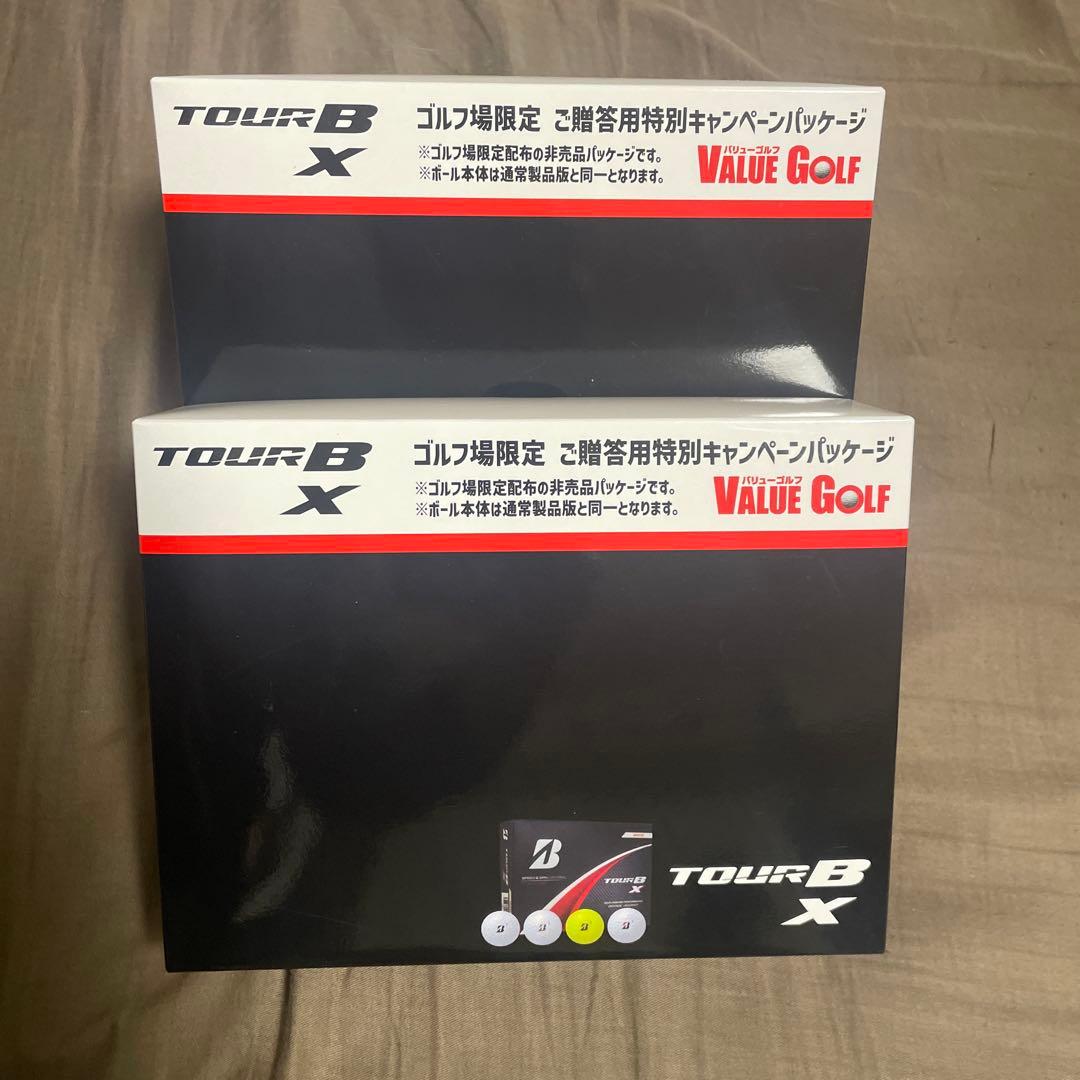 TOUR B
X
ゴルフ場限定 ご贈答用特別キャンペーンパッケージ
※ゴルフ場限定配布の非売品パッケージです。
※ボール本体は通常製品版と同一となります。
バリューゴルフ
VALUE GOLF
TOUR B
X
ゴルフ場限定 ご贈答用特別キャンペーンパッケージ
※ゴルフ場限定配布の非売品パッケージです。
※ボール本体は通常製品版と同一となります。
バリューゴルフ
VALUE GOLF
B
TOUR B
X
TOUR B
X